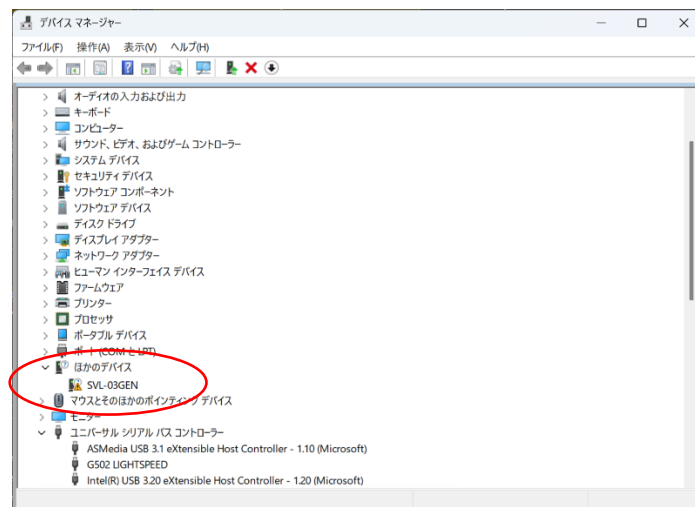 デバイス マネージャー
ファイル(F) 操作(A) 表示(V) ヘルプ(H)
オーディオの入力および出力
キーボード
コンピューター
サウンド、ビデオ、およびゲーム コントローラー
システム デバイス
セキュリティ デバイス
ソフトウェア コンポーネント
ソフトウェア デバイス
ディスク ドライブ
ディスプレイ アダプター
ネットワーク アダプター
ヒューマン インターフェイス デバイス
ファームウェア
プリンター
プロセッサ
ポータブル デバイス
ポート (COM と LPT)
ほかのデバイス
SVL-03GEN
マウスとそのほかのポインティング デバイス
モニター
ユニバーサル シリアル バス コントローラー
ASMedia USB 3.1 eXtensible Host Controller - 1.10 (Microsoft)
G502 LIGHTSPEED
Intel(R) USB 3.20 eXtensible Host Controller - 1.20 (Microsoft)